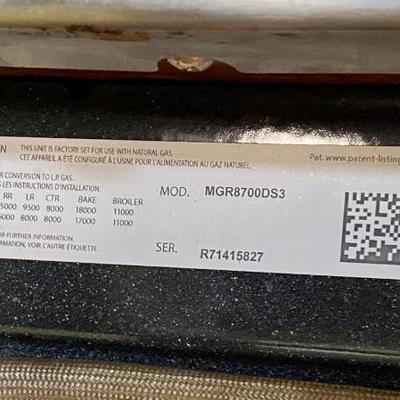 THIS UNIT IS FACTORY SET FOR USE WITH NATURAL GAS.
CET APPAREIL A ÉTÉ CONFIGURÉ À L'USINE POUR L'ALIMENTATION AU GAZ NATUREL.
Pat. www.patent-listing
R CONVERSION TO L.P. GAS.
LES INSTRUCTIONS D'INSTALLATION.
RR LR CTR BAKE BROILER
5000 9500 8000 18000 11000
5000 8000 8000 17000 11000
OR FURTHER INFORMATION.
RMATION, VOIR L'AUTRE ÉTIQUETTE.
MOD. MGR8700DS3
SER. R71415827